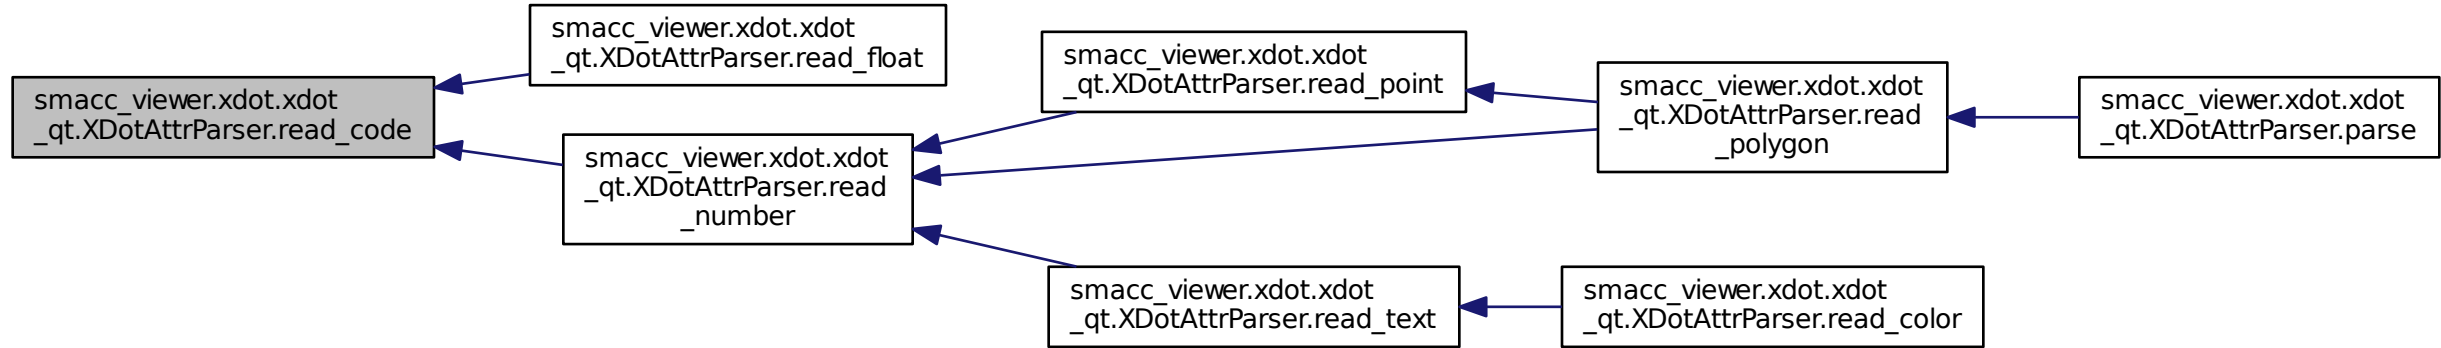 smacc_viewer.xdot.xdot
_qt.XDotAttrParser.read_code
smacc_viewer.xdot.xdot
_qt.XDotAttrParser.read_float
smacc_viewer.xdot.xdot
_qt.XDotAttrParser.read
_number
smacc_viewer.xdot.xdot
_qt.XDotAttrParser.read_point
smacc_viewer.xdot.xdot
_qt.XDotAttrParser.read_text
smacc_viewer.xdot.xdot
_qt.XDotAttrParser.read
_polygon
smacc_viewer.xdot.xdot
_qt.XDotAttrParser.read_color
smacc_viewer.xdot.xdot
_qt.XDotAttrParser.parse